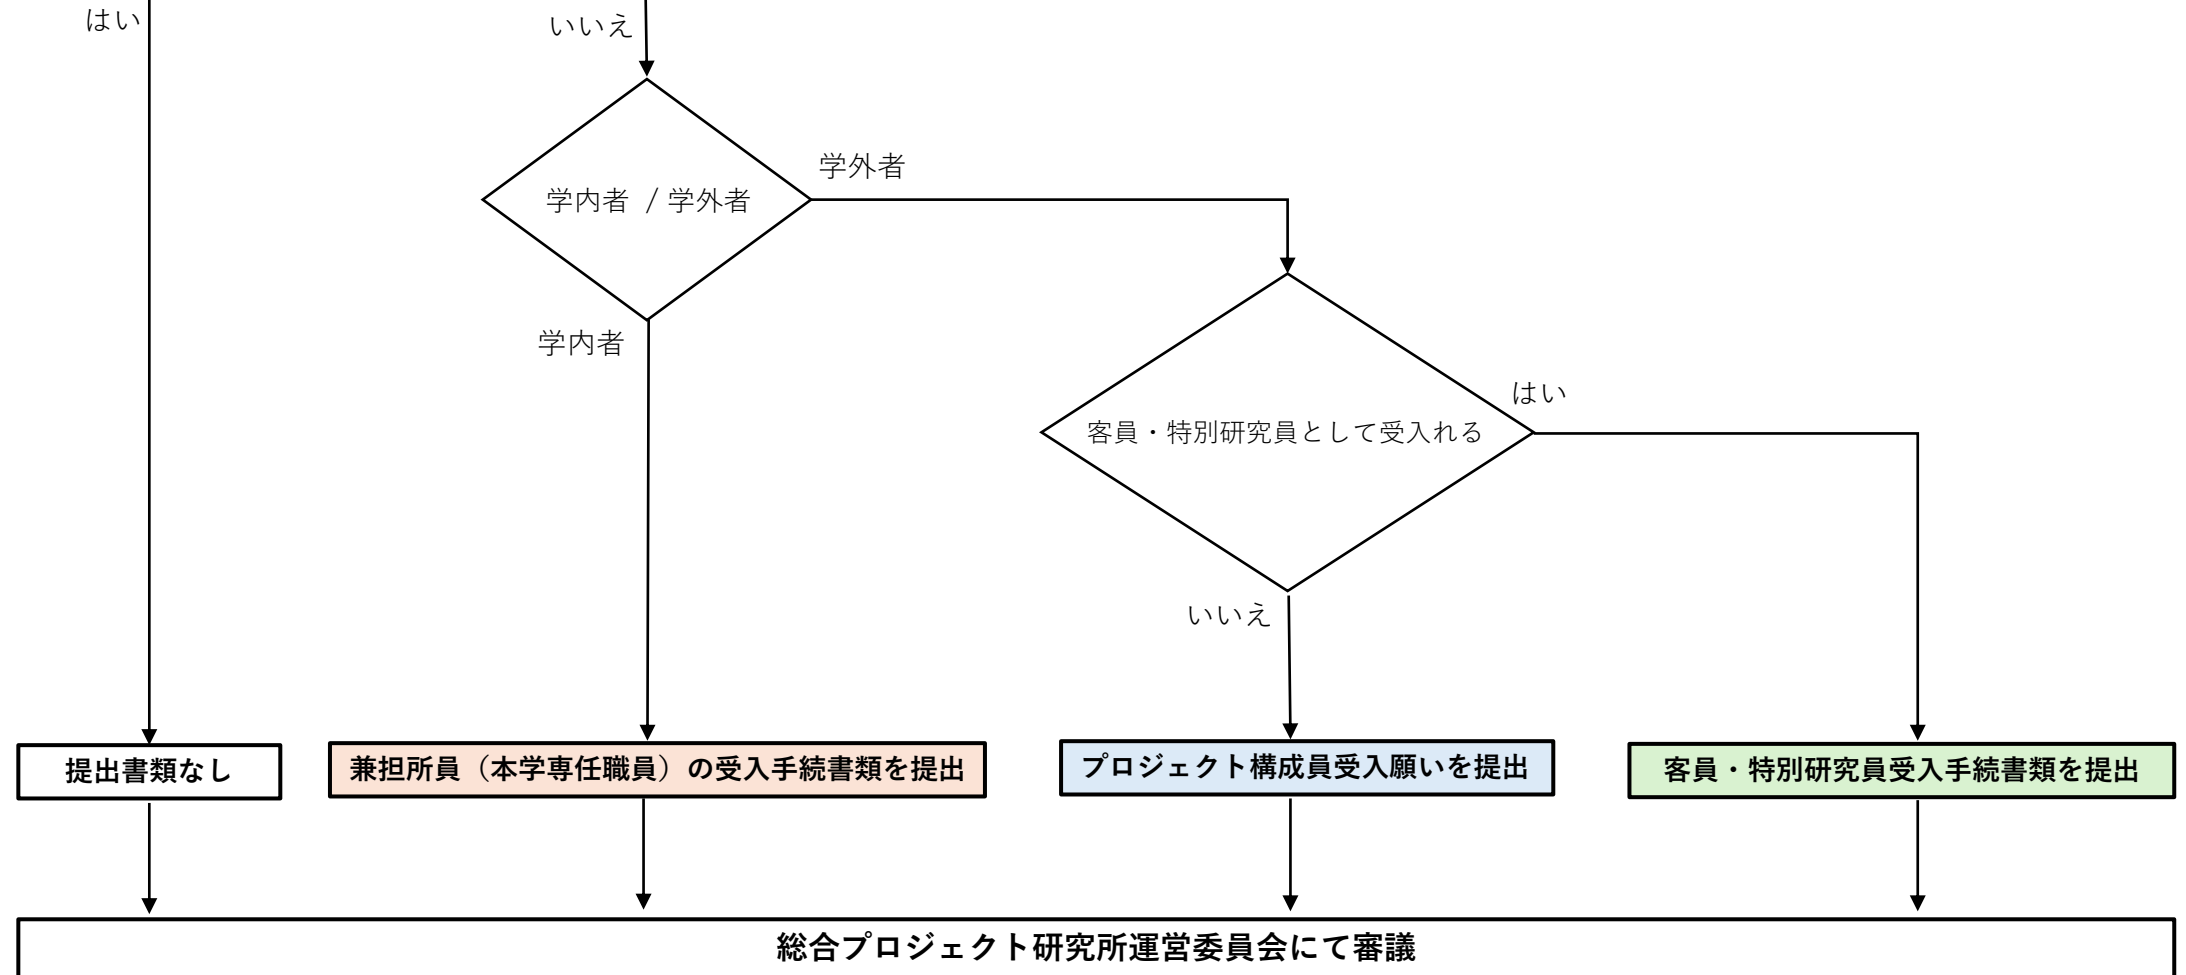 はい
いいえ
学外者
学内者 / 学外者
学内者
はい
客員・特別研究員として受入れる
いいえ
提出書類なし
兼担所員（本学専任職員）の受入手続書類を提出
プロジェクト構成員受入願いを提出
客員・特別研究員受入手続書類を提出
総合プロジェクト研究所運営委員会にて審議